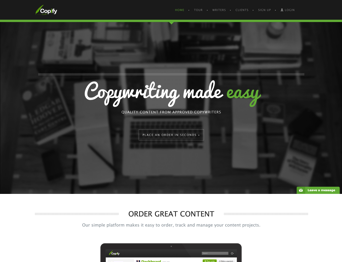 Copify
HOME TOUR WRITERS CLIENTS SIGN UP LOGIN
Copywriting made easy
QUALITY CONTENT FROM APPROVED COPYWRITERS
PLACE AN ORDER IN SECONDS
Leave a message
ORDER GREAT CONTENT
Our simple platform makes it easy to order, track and manage your content projects.
Copify
Dashboard